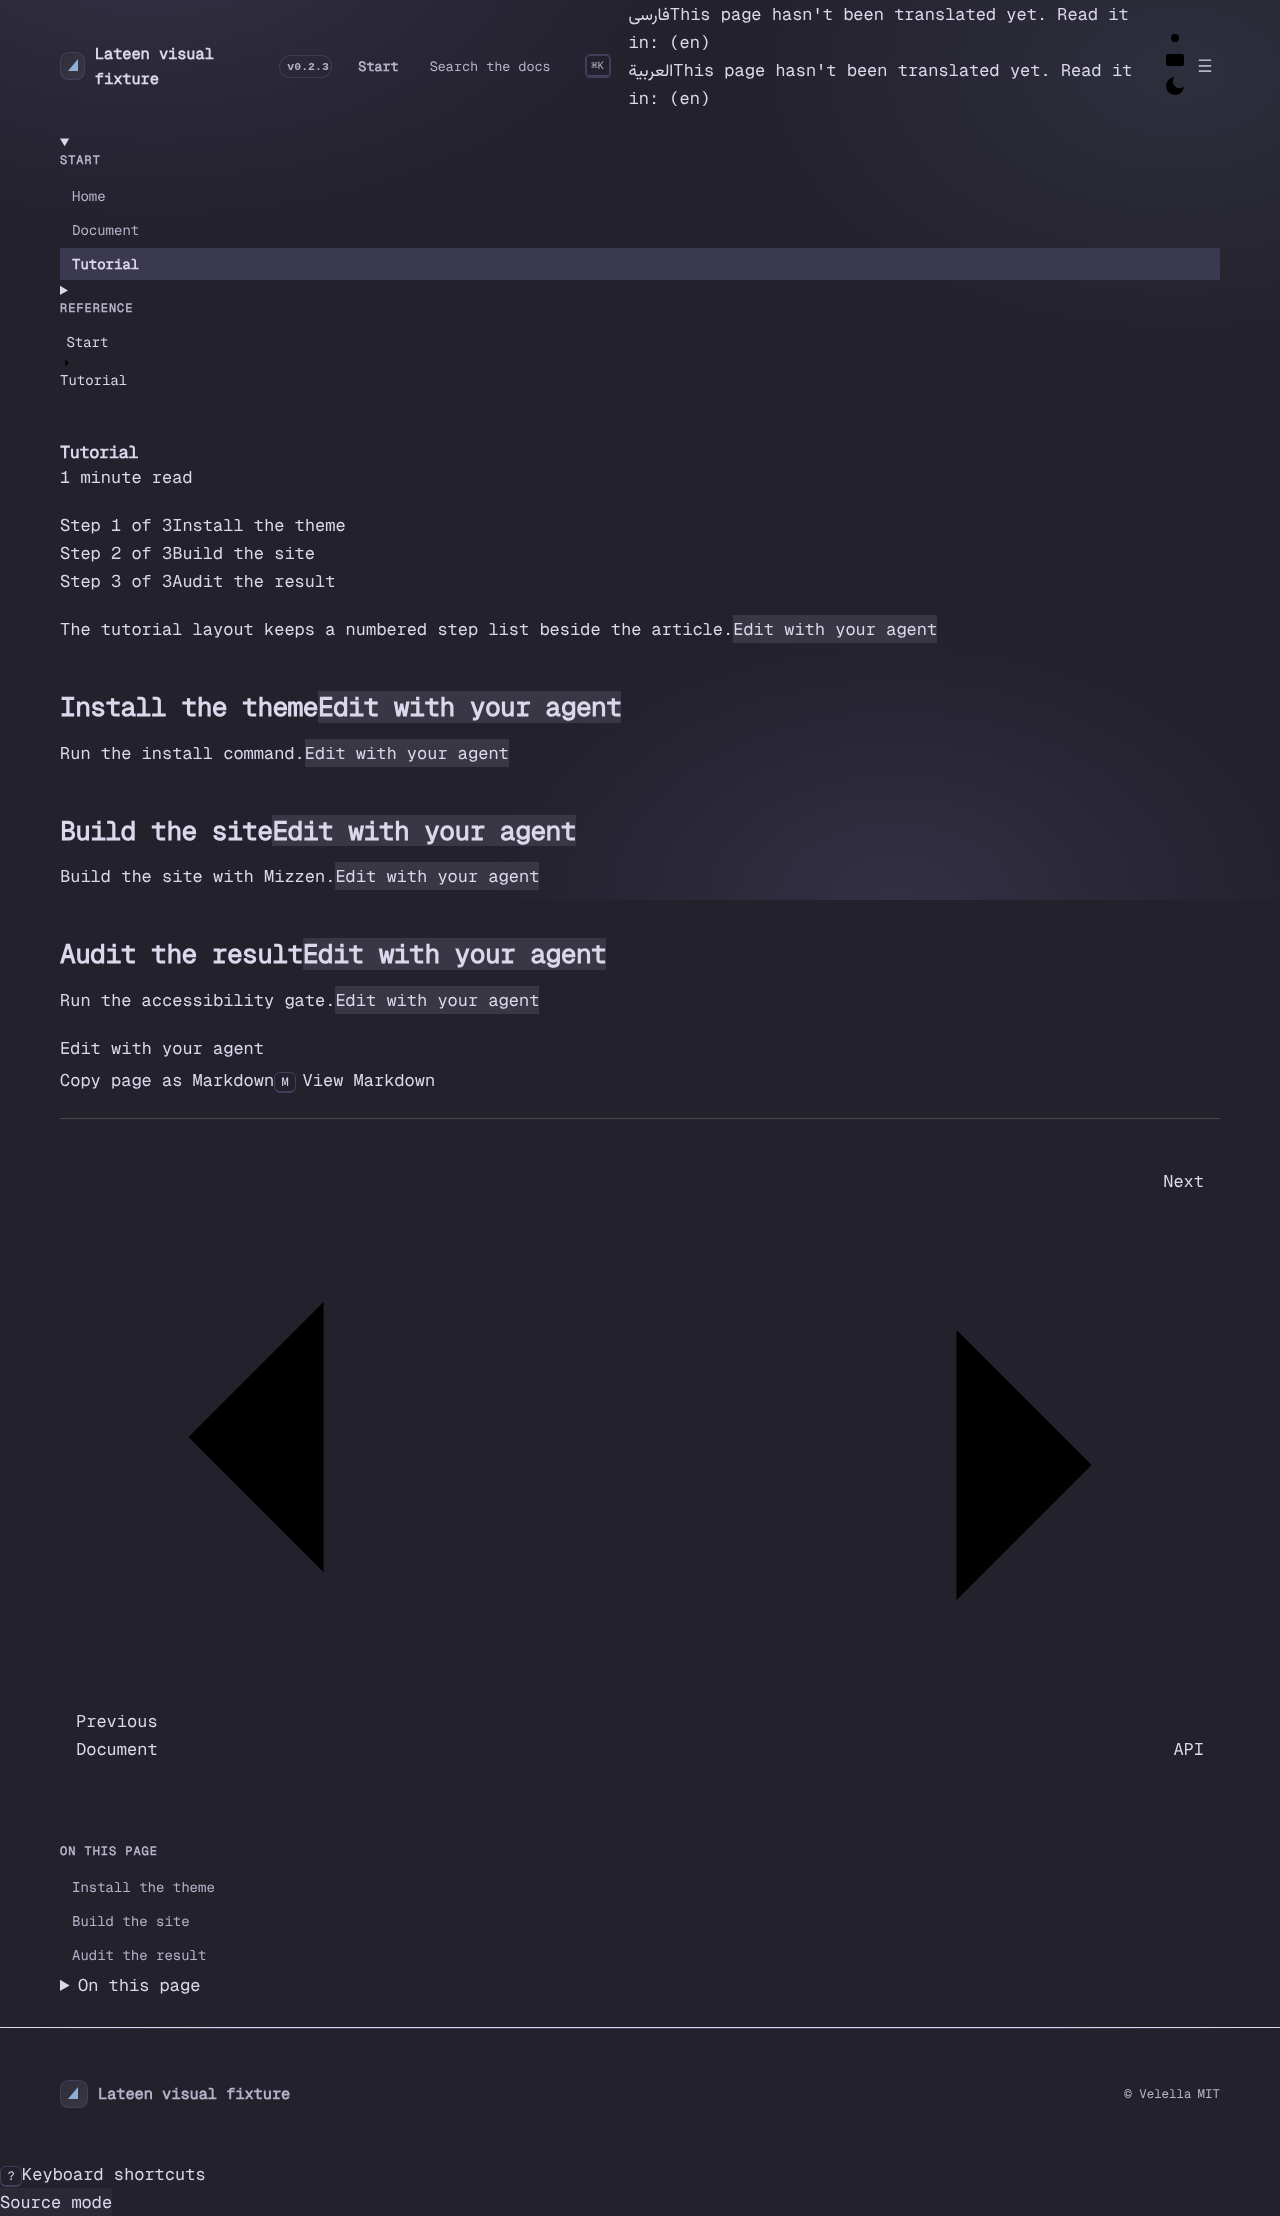 Lateen visual
fixture
v0.2.3
Start
Search the docs
⌘K
فارسیThis page hasn't been translated yet. Read it
in: (en)
العربيةThis page hasn't been translated yet. Read it
in: (en)
START
Home
Document
Tutorial
REFERENCE
Start
Tutorial
Tutorial
1 minute read
Step 1 of 3Install the theme
Step 2 of 3Build the site
Step 3 of 3Audit the result
The tutorial layout keeps a numbered step list beside the article.Edit with your agent
Install the themeEdit with your agent
Run the install command.Edit with your agent
Build the siteEdit with your agent
Build the site with Mizzen.Edit with your agent
Audit the resultEdit with your agent
Run the accessibility gate.Edit with your agent
Edit with your agent
Copy page as Markdown M View Markdown
Next
Previous
Document
API
ON THIS PAGE
Install the theme
Build the site
Audit the result
On this page
Lateen visual fixture
© Velella MIT
? Keyboard shortcuts
Source mode